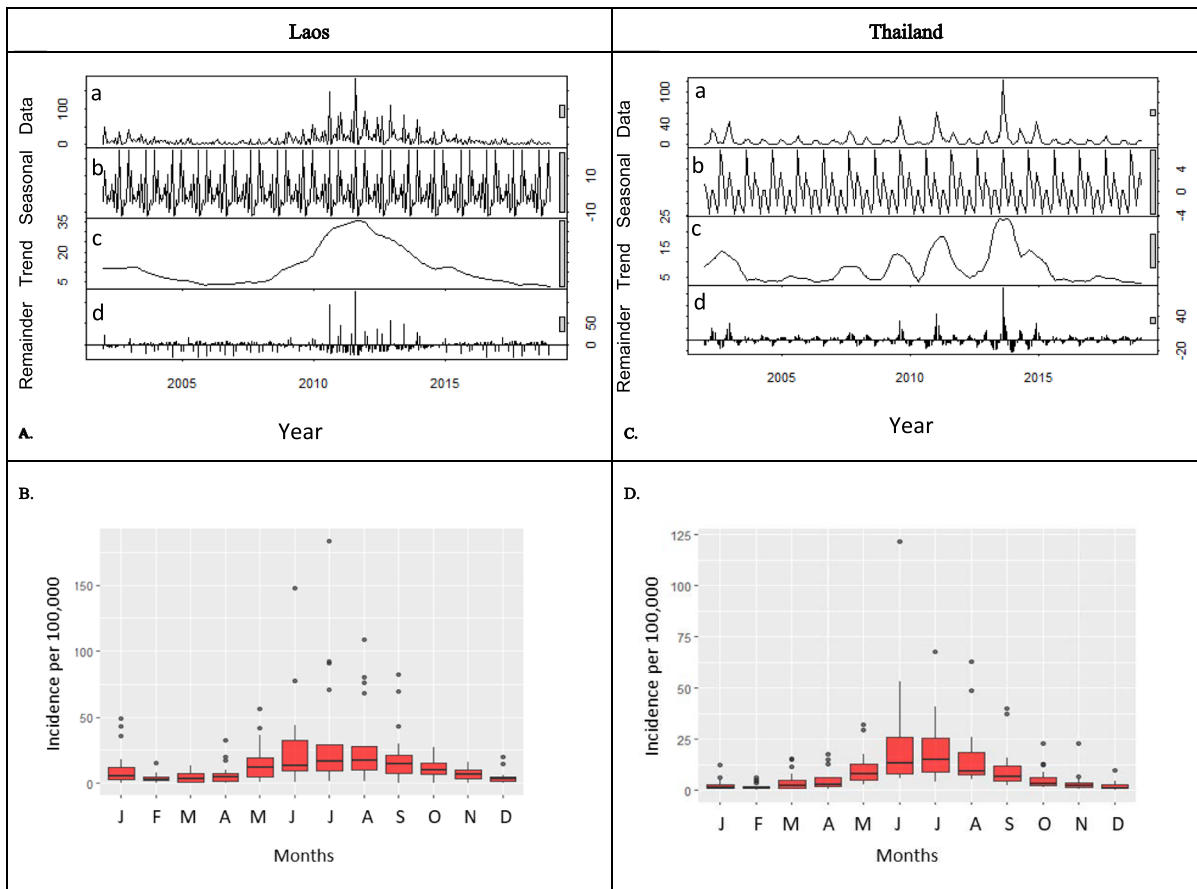 Laos
Thailand
Data
Seasonal
Trend
Remainder
a
b
c
d
0 100
-10 10
5 20 35
0 50
2005 2010 2015
A.
Year
Data
Seasonal
Trend
Remainder
a
b
c
d
0 40 100
-4 0 4
5 15 25
-20 40
2005 2010 2015
C.
Year
B.
Incidence per 100,000
150
100
50
0
J F M A M J J A S O N D
Months
D.
Incidence per 100,000
125
100
75
50
25
0
J F M A M J J A S O N D
Months